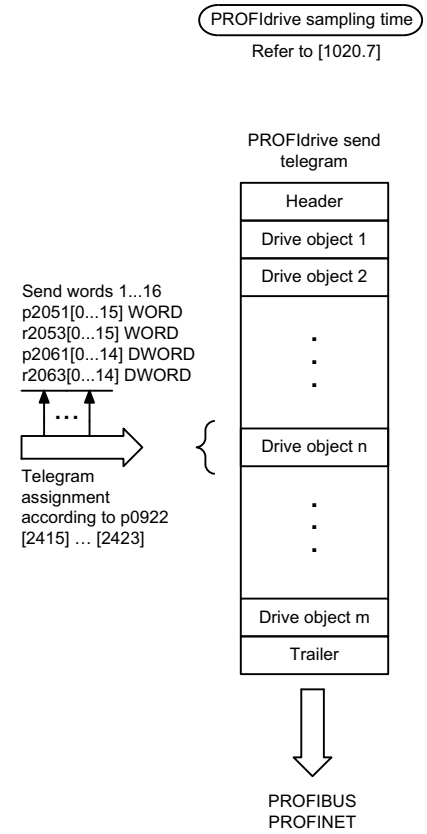 PROFIdrive sampling time
Refer to [1020.7]
PROFIdrive send
telegram
Header
Drive object 1
Drive object 2
Send words 1...16
p2051[0...15] WORD
r2053[0...15] WORD
p2061[0...14] DWORD
r2063[0...14] DWORD
...
Drive object n
Telegram
assignment
according to p0922
[2415] … [2423]
Drive object m
Trailer
PROFIBUS
PROFINET